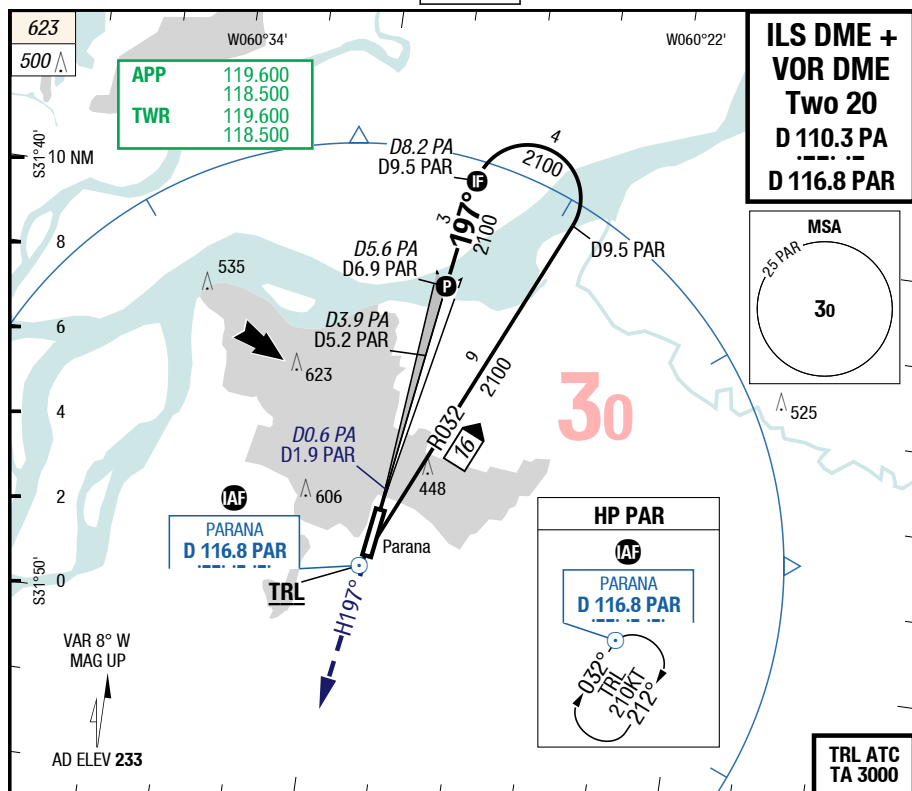 623
500
W060°34'
W060°22'
ILS DME +
VOR DME
Two 20
D 110.3 PA
D 116.8 PAR
APP 119.600
118.500
TWR 119.600
118.500
S31°40'
10 NM
8
6
4
2
0
S31°50'
D8.2 PA
D9.5 PAR
IF
4
2100
3
197°
2100
D5.6 PA
D6.9 PAR
P
1
D9.5 PAR
MSA
25 PAR
30
535
D3.9 PA
D5.2 PAR
623
9
2100
30
525
R032
16
D0.6 PA
D1.9 PAR
448
606
IAF
PARANA
D 116.8 PAR
Parana
TRL
H197°
HP PAR
IAF
PARANA
D 116.8 PAR
032°
TRL
210KT
212°
VAR 8° W
MAG UP
AD ELEV 233
TRL ATC
TA 3000